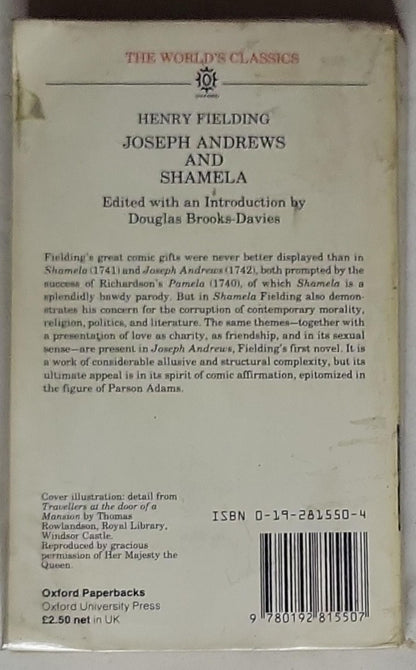 THE WORLD'S CLASSICS
HENRY FIELDING
JOSEPH ANDREWS
AND
SHAMELA
Edited with an Introduction by
Douglas Brooks-Davies
Fielding's great comic gifts were never better displayed than in
Shamela (1741) and Joseph Andrews (1742), both prompted by the
success of Richardson's Pamela (1740), of which Shamela is a
splendidly bawdy parody. But in Shamela Fielding also demon-
strates his concern for the corruption of contemporary morality,
religion, politics, and literature. The same themes—together with
a presentation of love as charity, as friendship, and in its sexual
sense—are present in Joseph Andrews, Fielding's first novel. It is
a work of considerable allusive and structural complexity, but its
ultimate appeal is in its spirit of comic affirmation, epitomized in
the figure of Parson Adams.
Cover illustration: detail from
Travellers at the door of a
Mansion by Thomas
Rowlandson, Royal Library,
Windsor Castle.
Reproduced by gracious
permission of Her Majesty the
Queen.
Oxford Paperbacks
Oxford University Press
£2.50 net in UK
ISBN 0-19-281550-4
9 780192 815507